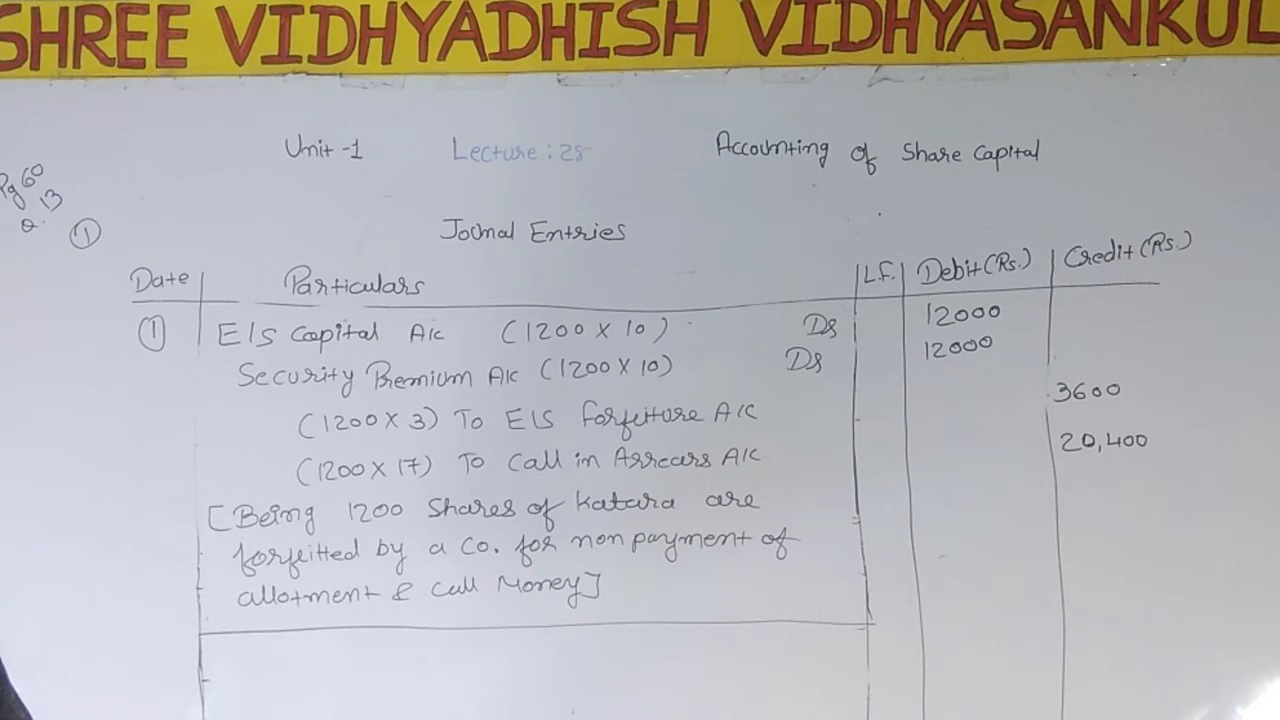 SHREE VIDHYADHISH VIDHYASANKUL
Unit-1 Lecture: 28 Accounting of Share Capital
Pg 60
Q. 13
①
Journal Entries
Date Particulars L.F. Debit (Rs.) Credit (Rs.)
① E/S Capital A/c (1200 X 10) Dr 12000
Security Premium A/c (1200 X 10) Dr 12000
(1200 X 3) To E/S forfeiture A/c 3600
(1200 X 17) To Call in Arrears A/c 20,400
[Being 1200 Shares of Katara are
forfeitted by a Co. for non payment of
allotment & Call Money]